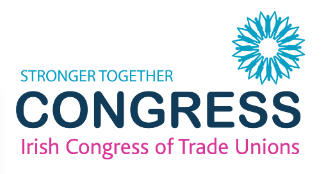 STRONGER TOGETHER
CONGRESS
Irish Congress of Trade Unions